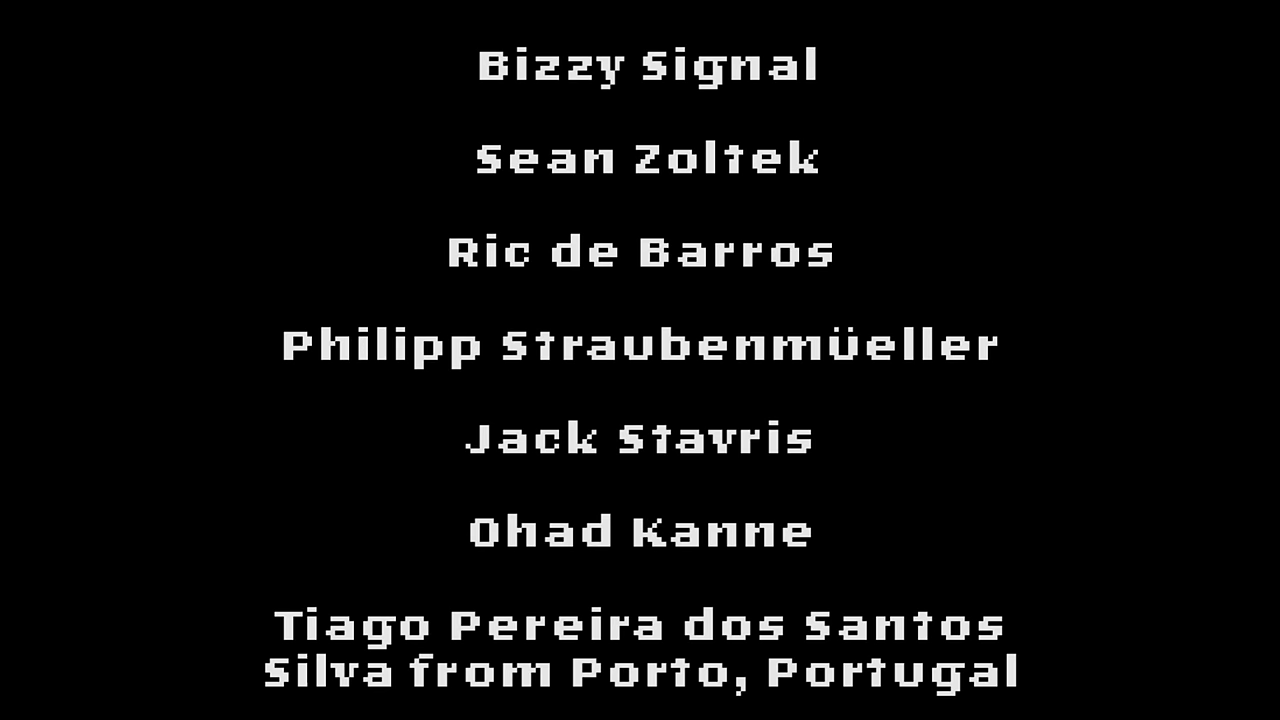 Bizzy Signal
Sean Zoltek
Ric de Barros
Philipp Straubenmüeller
Jack Stavris
Ohad Kanne
Tiago Pereira dos Santos
Silva from Porto, Portugal